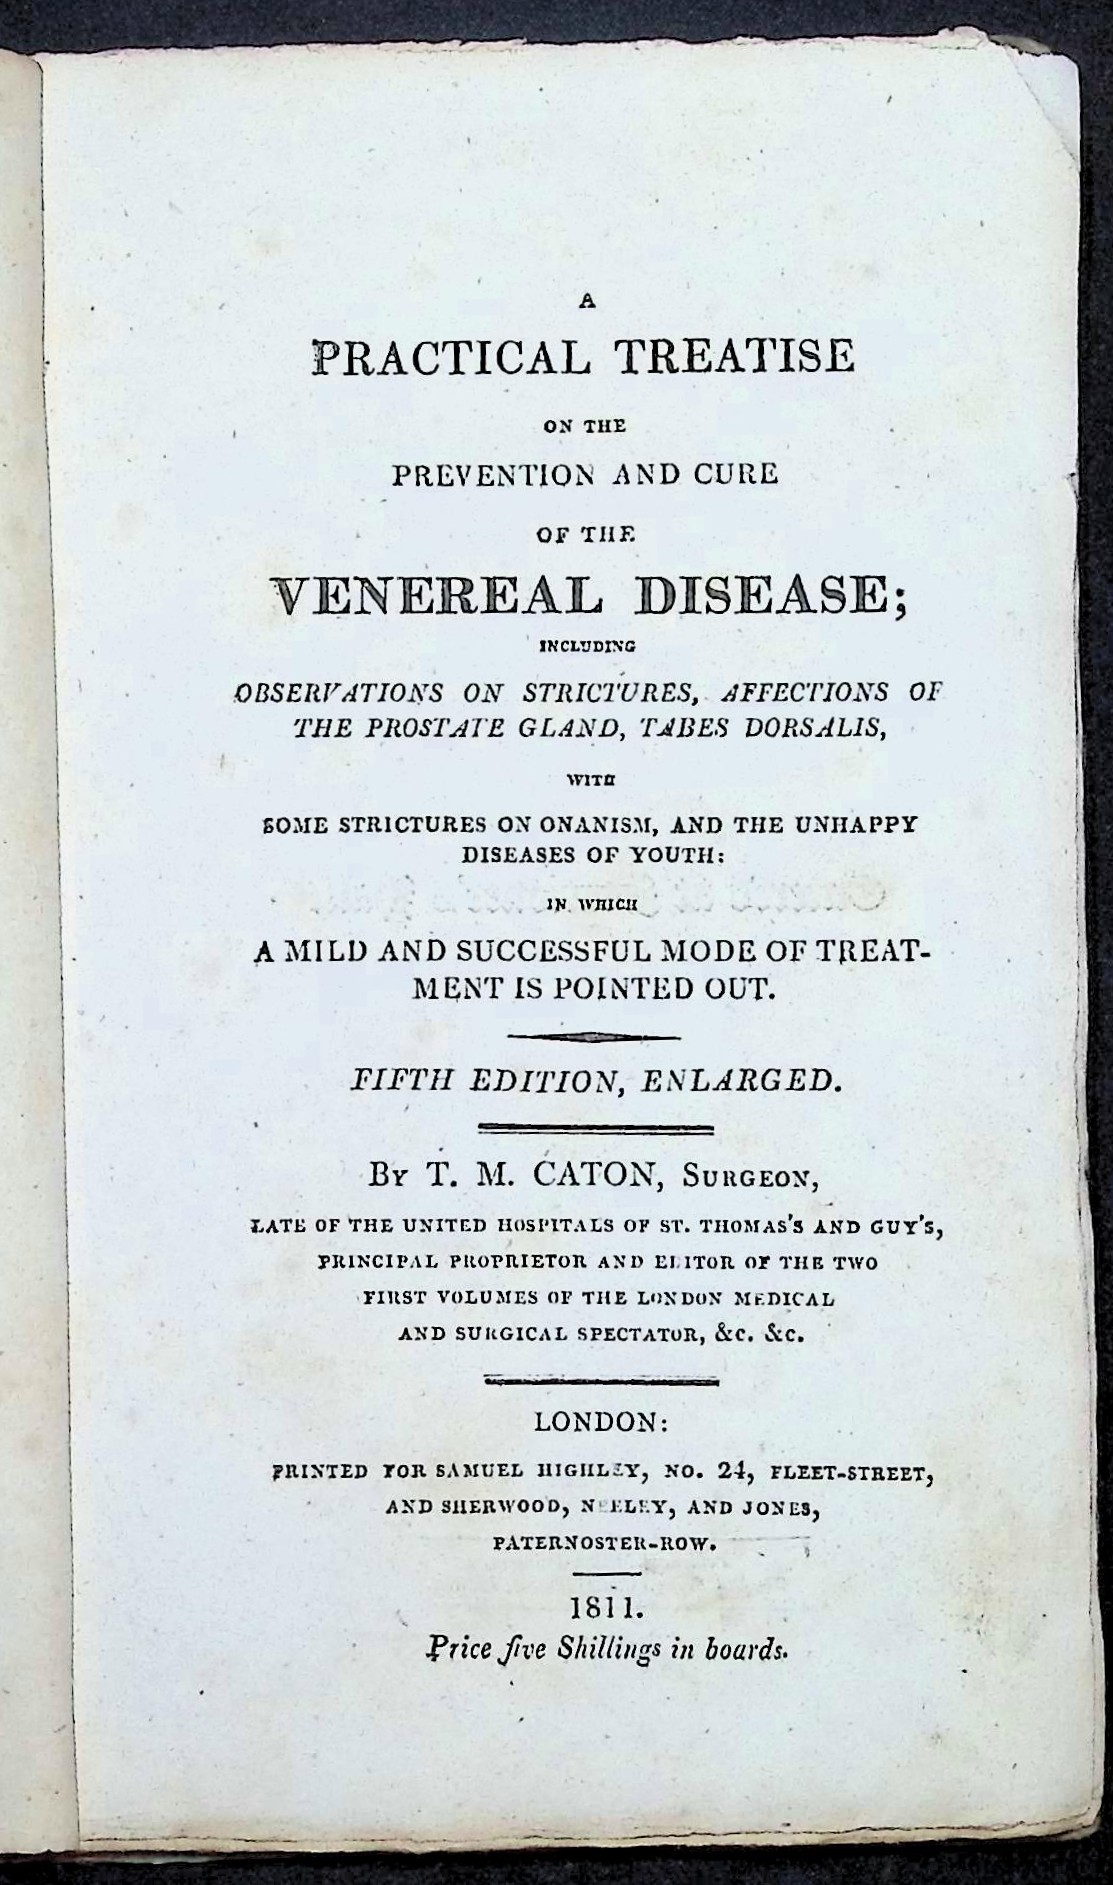 A
PRACTICAL TREATISE
ON THE
PREVENTION AND CURE
OF THE
VENEREAL DISEASE;
INCLUDING
OBSERVATIONS ON STRICTURES, AFFECTIONS OF
THE PROSTATE GLAND, TABES DORSALIS,
WITH
SOME STRICTURES ON ONANISM, AND THE UNHAPPY
DISEASES OF YOUTH:
IN WHICH
A MILD AND SUCCESSFUL MODE OF TREAT-
MENT IS POINTED OUT.
FIFTH EDITION, ENLARGED.
BY T. M. CATON, SURGEON,
LATE OF THE UNITED HOSPITALS OF ST. THOMAS'S AND GUY'S,
PRINCIPAL PROPRIETOR AND EDITOR OF THE TWO
FIRST VOLUMES OF THE LONDON MEDICAL
AND SURGICAL SPECTATOR, &C. &C.
LONDON:
PRINTED FOR SAMUEL HIGHLEY, NO. 24, FLEET-STREET,
AND SHERWOOD, NEELEY, AND JONES,
PATERNOSTER-ROW.
1811.
Price five Shillings in boards.